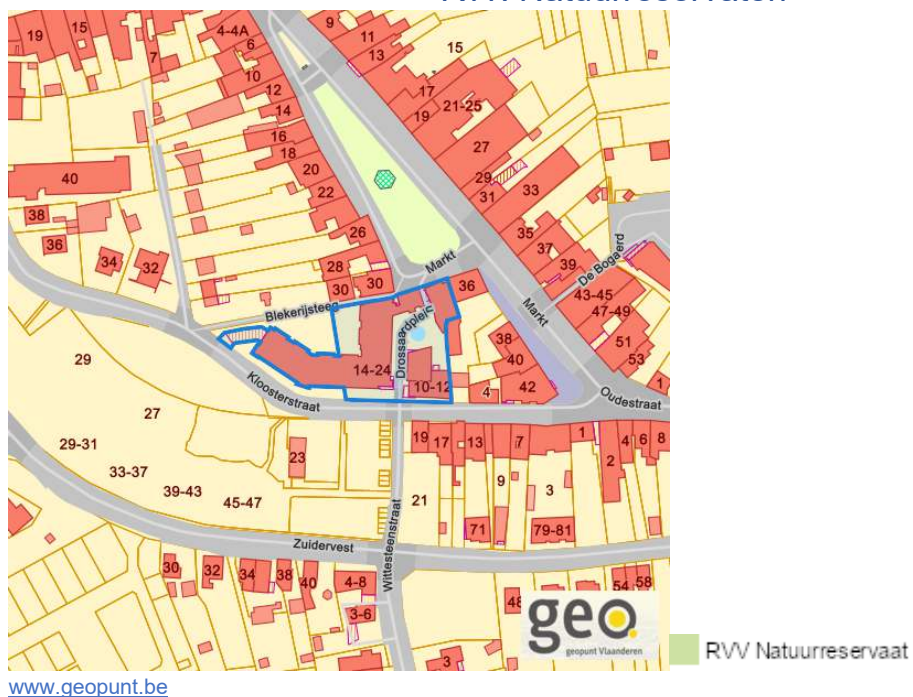 19 15 7 4-4A 9 11 15
6 13
10 17
12 21-25
14 19
16 27
18
40 20 29 33
22 31
38 26 35
36 34 32 28 37 De Bogaerd
30 30 Markt 39
36 43-45
Blekerijsteeg Drossaardplein Markt 47-49
38 51
29 14-24 40 53
10-12 42 1
Kloosterstraat 4 Oudestraat
27 19 17 13 7 1 4 6 8
29-31 23 2
33-37 9 3
39-43 21
45-47 71 79-81
Zuidervest Wittesteenstraat
30 32 34 38 40 4-8 54 58
3-6 48
3
geo.
geopunt Vlaanderen
RVV Natuurreservaat
www.geopunt.be